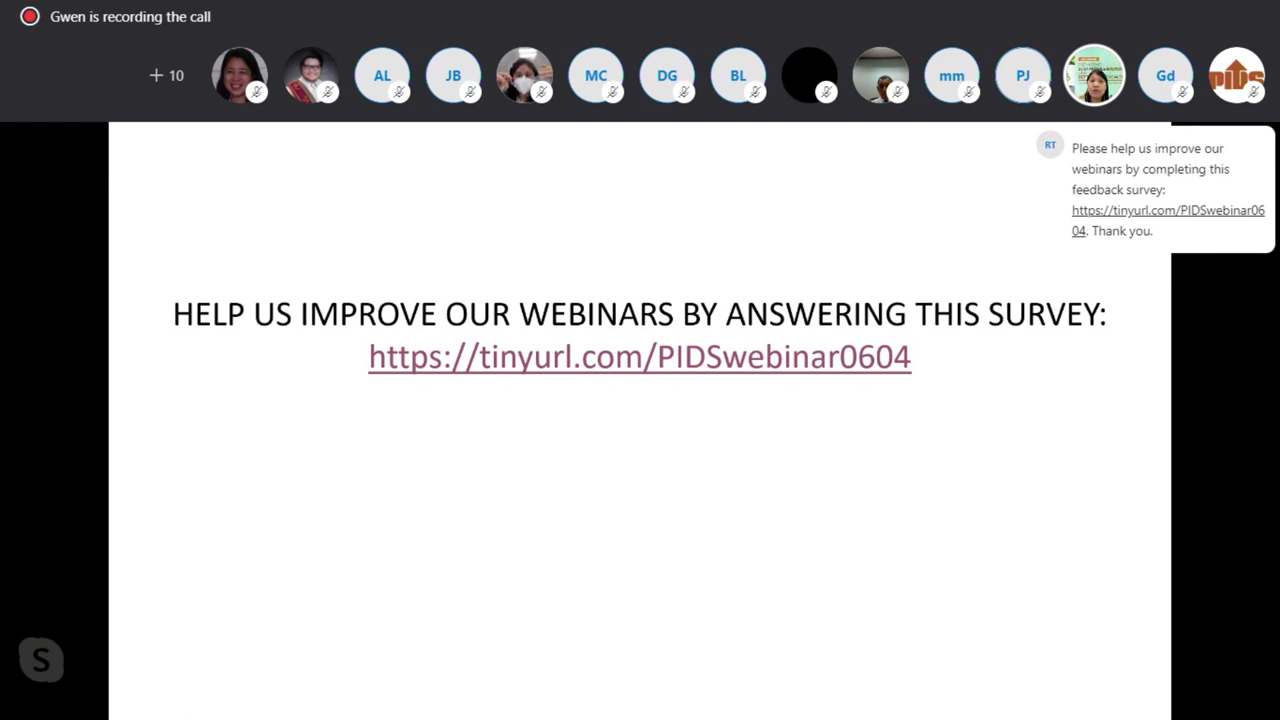 Gwen is recording the call
+ 10
AL
JB
MC
DG
BL
mm
PJ
Gd
PIDS
RT
Please help us improve our
webinars by completing this
feedback survey:
https://tinyurl.com/PIDSwebinar06
04. Thank you.
HELP US IMPROVE OUR WEBINARS BY ANSWERING THIS SURVEY:
https://tinyurl.com/PIDSwebinar0604
S